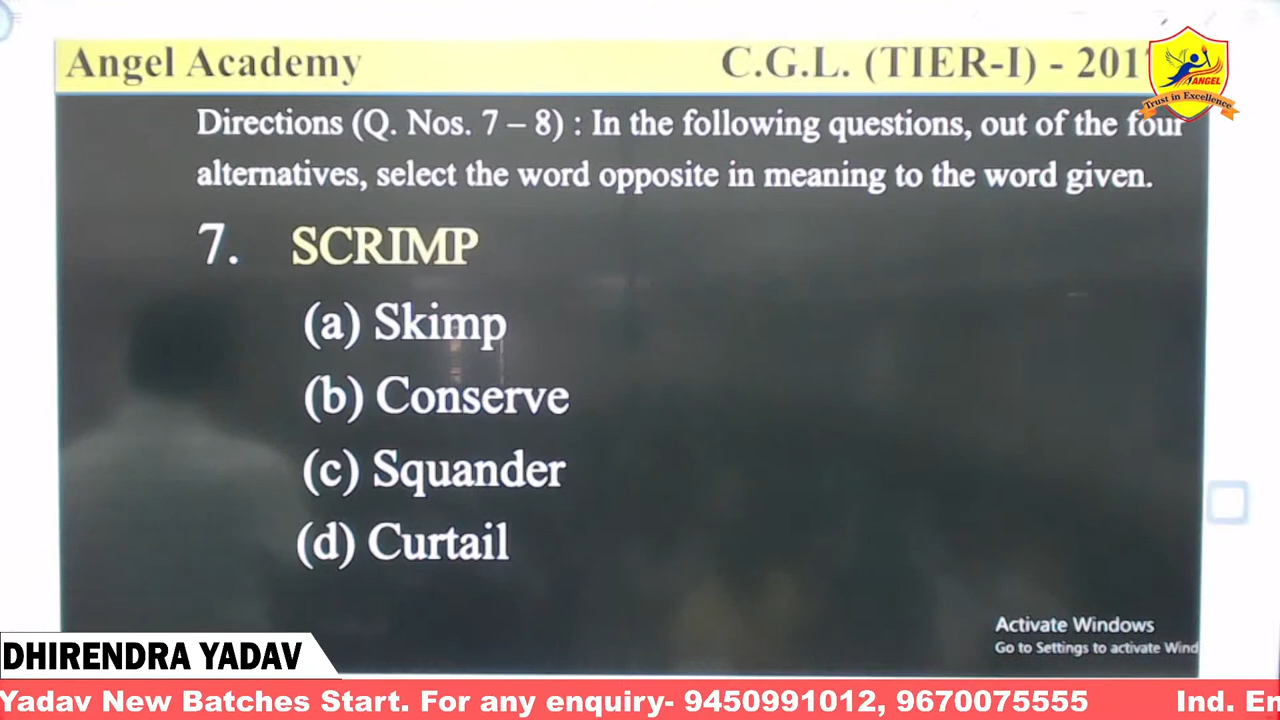 Angel Academy
C.G.L. (TIER-I) - 201
ANGEL
Trust in Excellence
Directions (Q. Nos. 7 – 8) : In the following questions, out of the four
alternatives, select the word opposite in meaning to the word given.
7. SCRIMP
(a) Skimp
(b) Conserve
(c) Squander
(d) Curtail
Activate Windows
Go to Settings to activate Wind
DHIRENDRA YADAV
Yadav New Batches Start. For any enquiry- 9450991012, 9670075555 Ind. En